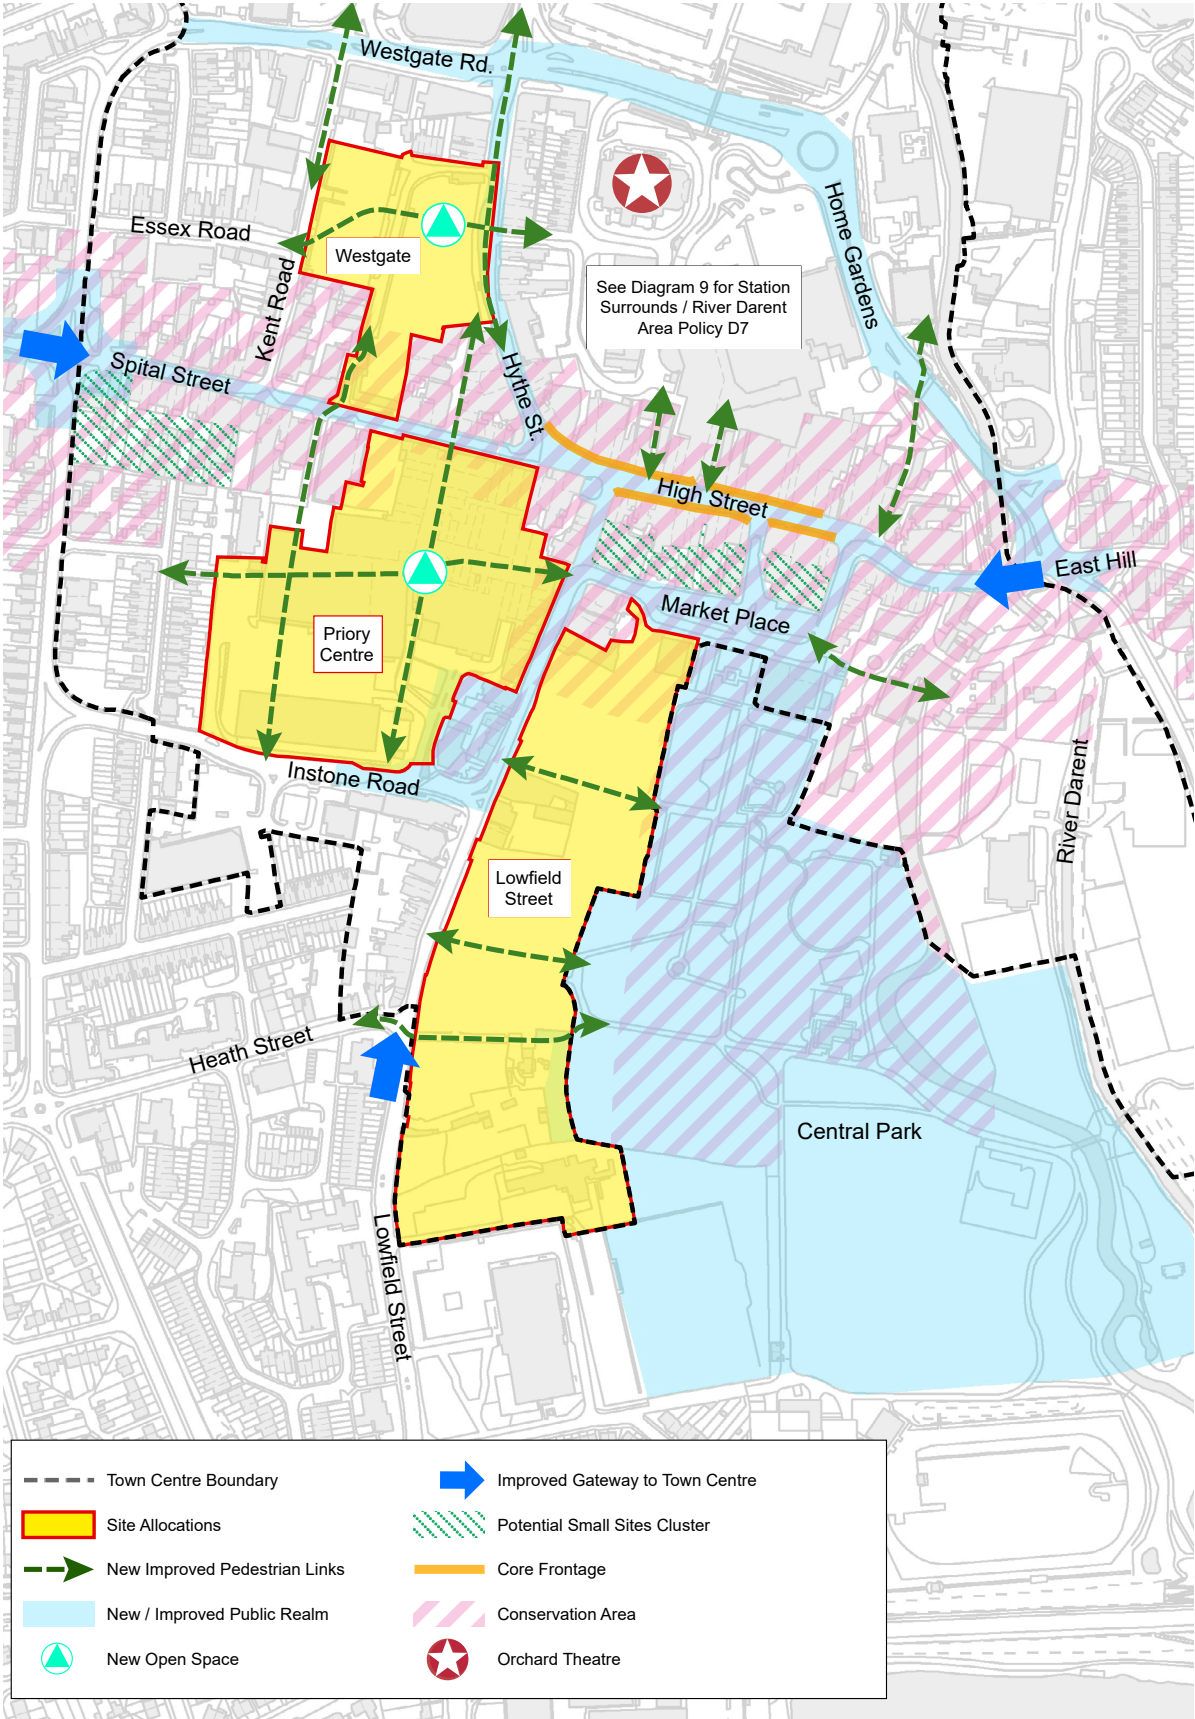 Westgate Rd.
Home Gardens
Essex Road
Westgate
Kent Road
See Diagram 9 for Station
Surrounds / River Darent
Area Policy D7
Spital Street
Hythe St.
High Street
East Hill
Market Place
Priory
Centre
Instone Road
River Darent
Lowfield
Street
Heath Street
Central Park
Lowfield Street
Town Centre Boundary
Site Allocations
New Improved Pedestrian Links
New / Improved Public Realm
New Open Space
Improved Gateway to Town Centre
Potential Small Sites Cluster
Core Frontage
Conservation Area
Orchard Theatre